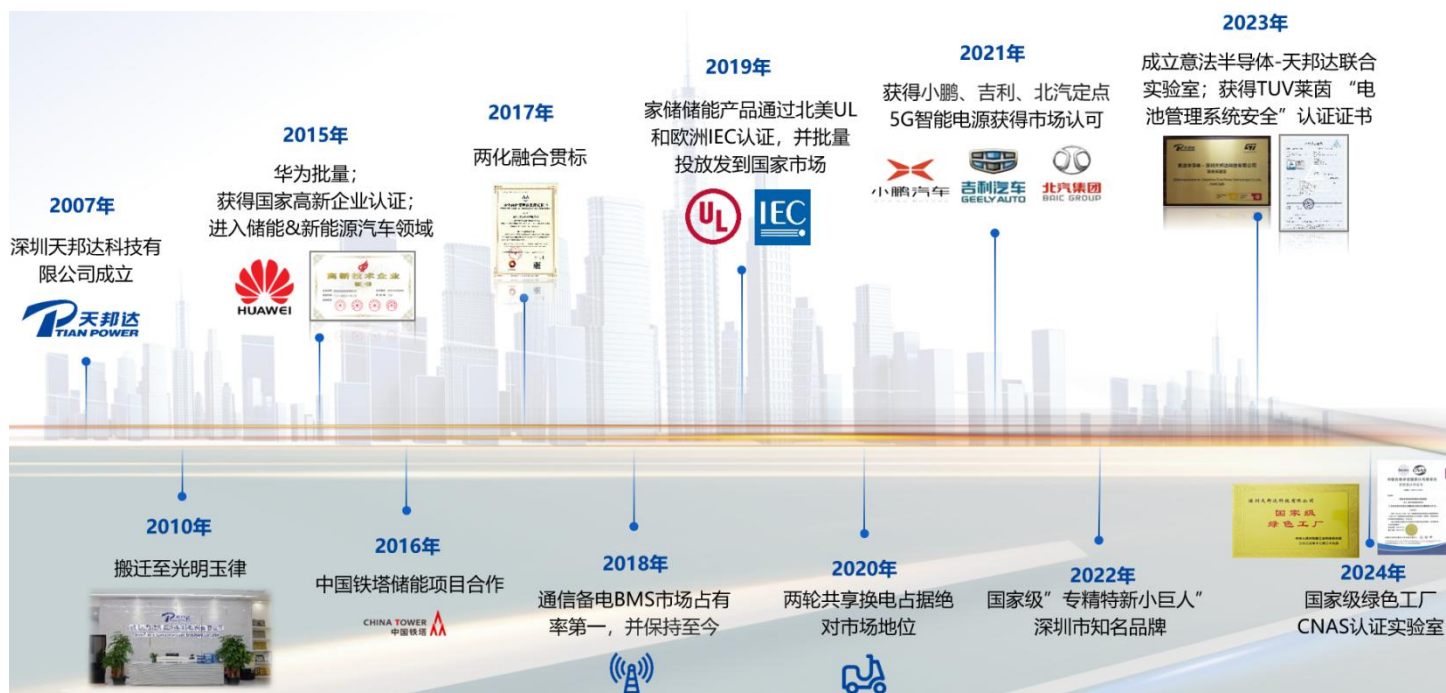 2007年
深圳天邦达科技有
限公司成立
天邦达
TIAN POWER
2010年
搬迁至光明玉律
2015年
华为批量；
获得国家高新企业认证；
进入储能&新能源汽车领域
HUAWEI
高新技术企业
证书
2016年
中国铁塔储能项目合作
CHINA TOWER
中国铁塔
2017年
两化融合贯标
2018年
通信备电BMS市场占有
率第一，并保持至今
2019年
家储储能产品通过北美UL
和欧洲IEC认证，并批量
投放发到国家市场
UL
IEC
2020年
两轮共享换电占据绝
对市场地位
2021年
获得小鹏、吉利、北汽定点
5G智能电源获得市场认可
小鹏汽车
吉利汽车
GEELY AUTO
北汽集团
BAIC GROUP
2022年
国家级”专精特新小巨人”
深圳市知名品牌
2023年
成立意法半导体-天邦达联合
实验室；获得TUV莱茵 “电
池管理系统安全”认证证书
深圳天邦达科技有限公司
国家级
绿色工厂
CNAS
2024年
国家级绿色工厂
CNAS认证实验室